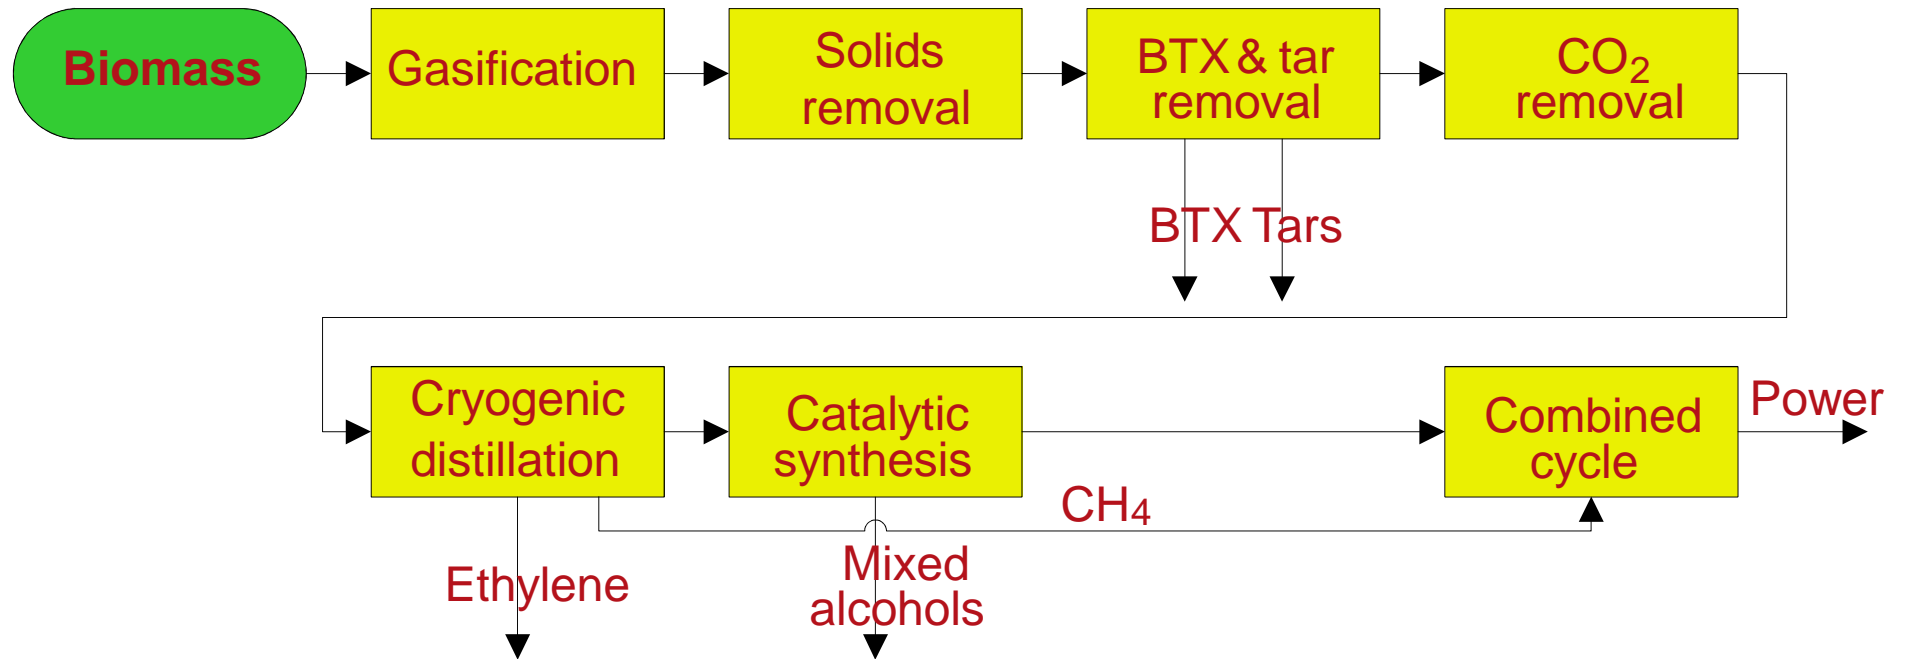 Biomass
Gasification
Solids
removal
BTX & tar
removal
CO₂
removal
BTX Tars
Cryogenic
distillation
Catalytic
synthesis
Combined
cycle
Power
CH₄
Ethylene
Mixed
alcohols